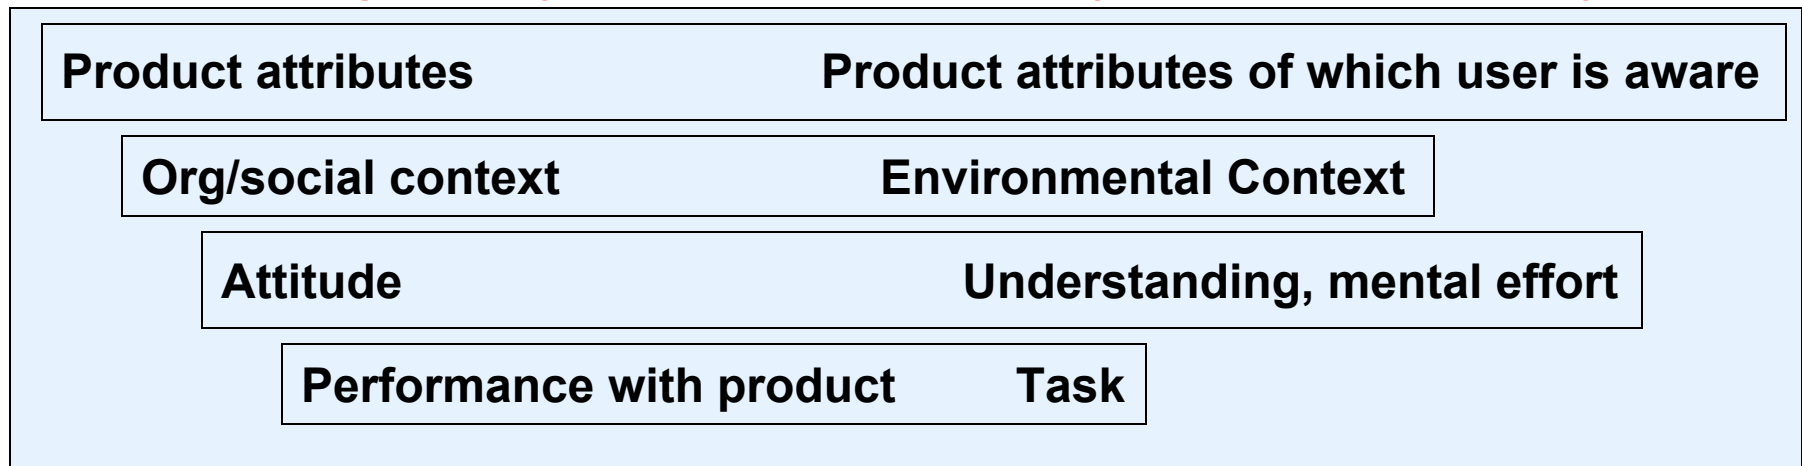 Product attributes Product attributes of which user is aware
Org/social context Environmental Context
Attitude Understanding, mental effort
Performance with product Task